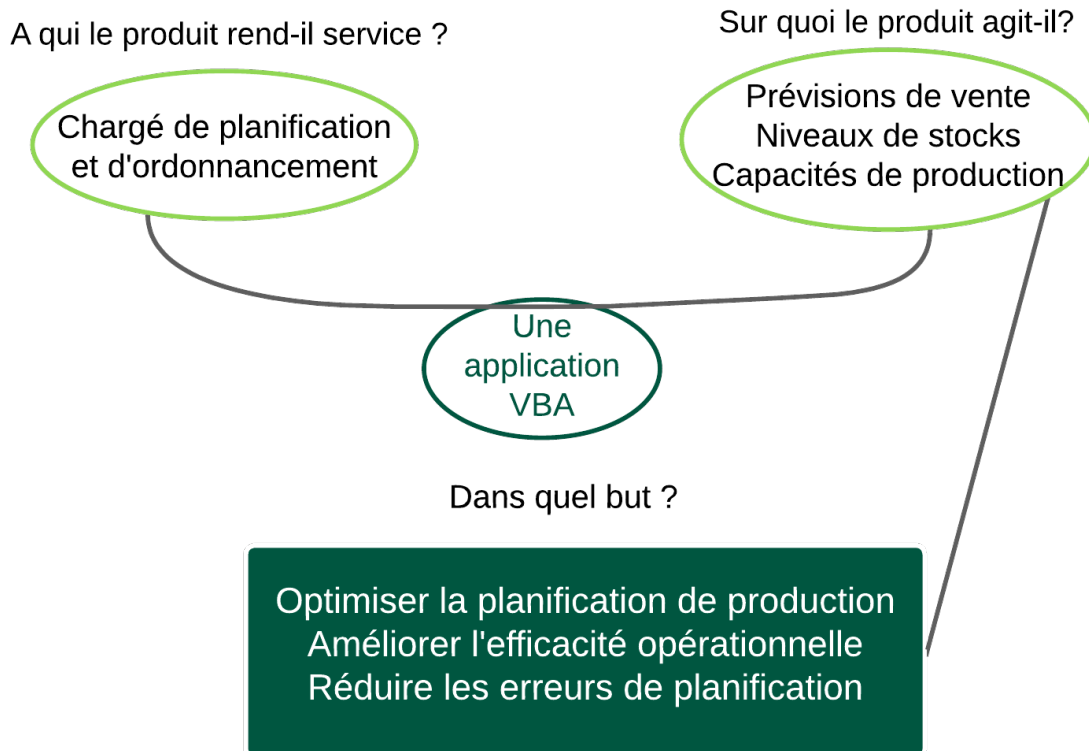 A qui le produit rend-il service ?
Sur quoi le produit agit-il?
Chargé de planification
et d'ordonnancement
Prévisions de vente
Niveaux de stocks
Capacités de production
Une
application
VBA
Dans quel but ?
Optimiser la planification de production
Améliorer l'efficacité opérationnelle
Réduire les erreurs de planification